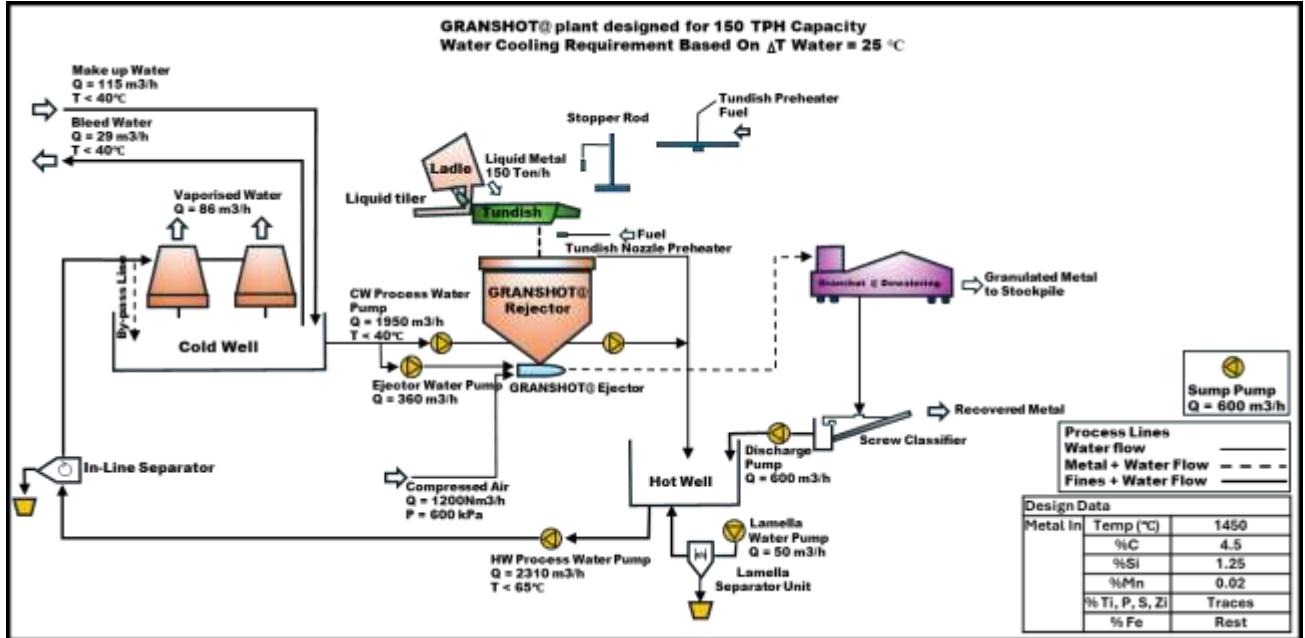 GRANSHOT@ plant designed for 150 TPH Capacity
Water Cooling Requirement Based On ΔT Water = 25 °C
Make up Water
Q = 115 m3/h
T < 40°C
Bleed Water
Q = 29 m3/h
T < 40°C
Vaporised Water
Q = 86 m3/h
By-pass Line
Cold Well
Tundish Preheater
Fuel
Stopper Rod
Ladle
Liquid Metal
150 Ton/h
Liquid tiler
Tundish
Fuel
Tundish Nozzle Preheater
GRANSHOT@
Rejector
CW Process Water
Pump
Q = 1950 m3/h
T < 40°C
Ejector Water Pump
Q = 360 m3/h
GRANSHOT@ Ejector
Granshot @ Dewatering
Granulated Metal
to Stockpile
Sump Pump
Q = 600 m3/h
Recovered Metal
Screw Classifier
Discharge
Pump
Q = 600 m3/h
Hot Well
Compressed Air
Q = 1200Nm3/h
P = 600 kPa
In-Line Separator
HW Process Water Pump
Q = 2310 m3/h
T < 65°C
Lamella
Water Pump
Q = 50 m3/h
Lamella
Separator Unit
Process Lines
Water flow
Metal + Water Flow
Fines + Water Flow
Design Data
Metal In Temp (°C) 1450
%C 4.5
%Si 1.25
%Mn 0.02
% Ti, P, S, Zi Traces
% Fe Rest